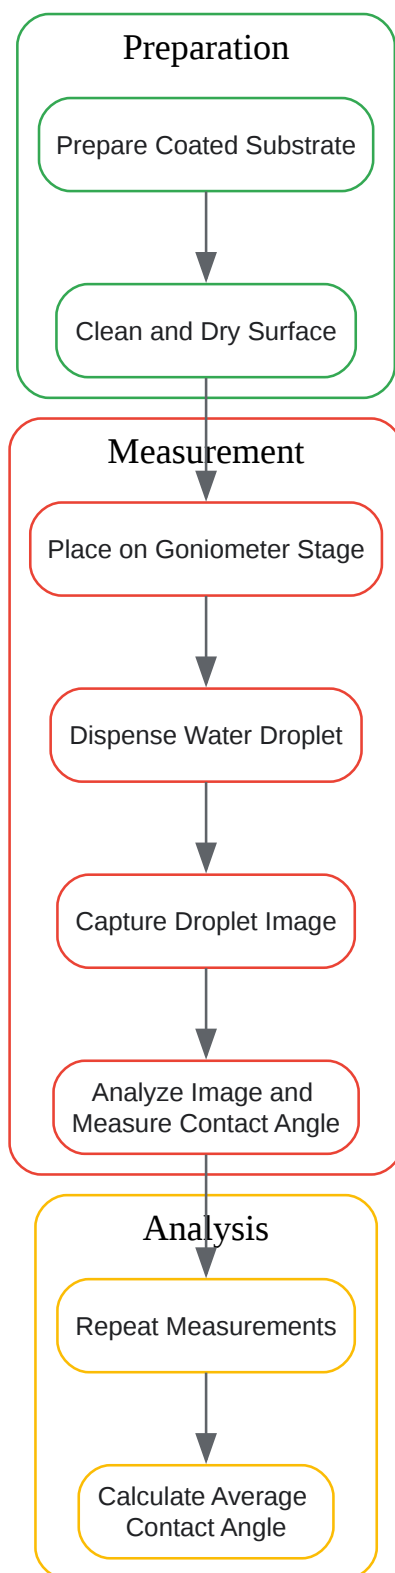 Preparation
Prepare Coated Substrate
Clean and Dry Surface
Measurement
Place on Goniometer Stage
Dispense Water Droplet
Capture Droplet Image
Analyze Image and
Measure Contact Angle
Analysis
Repeat Measurements
Calculate Average
Contact Angle